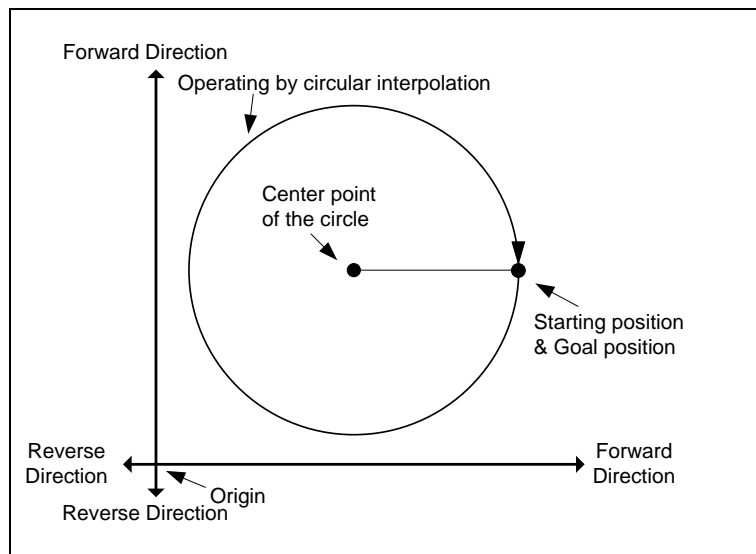 Forward Direction
Operating by circular interpolation
Center point
of the circle
Starting position
& Goal position
Reverse
Direction
Forward
Direction
Origin
Reverse Direction